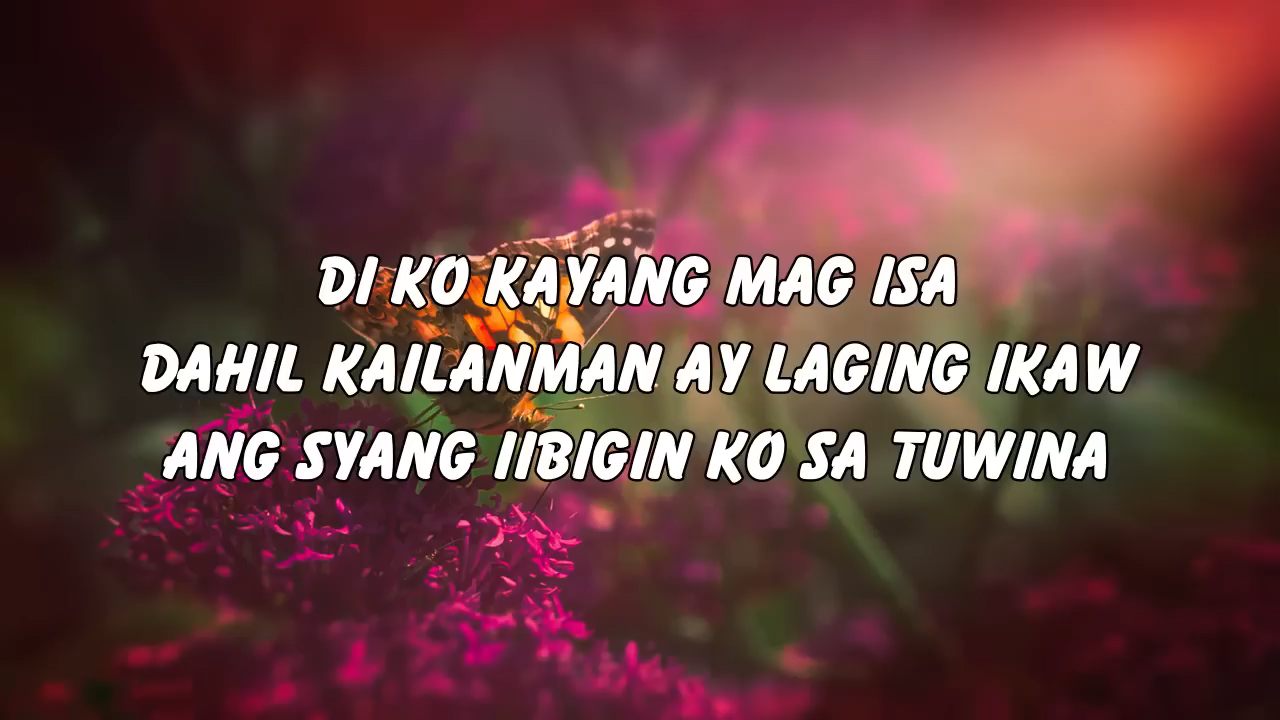 DI KO KAYANG MAG ISA
DAHIL KAILANMAN AY LAGING IKAW
ANG SYANG IIBIGIN KO SA TUWINA